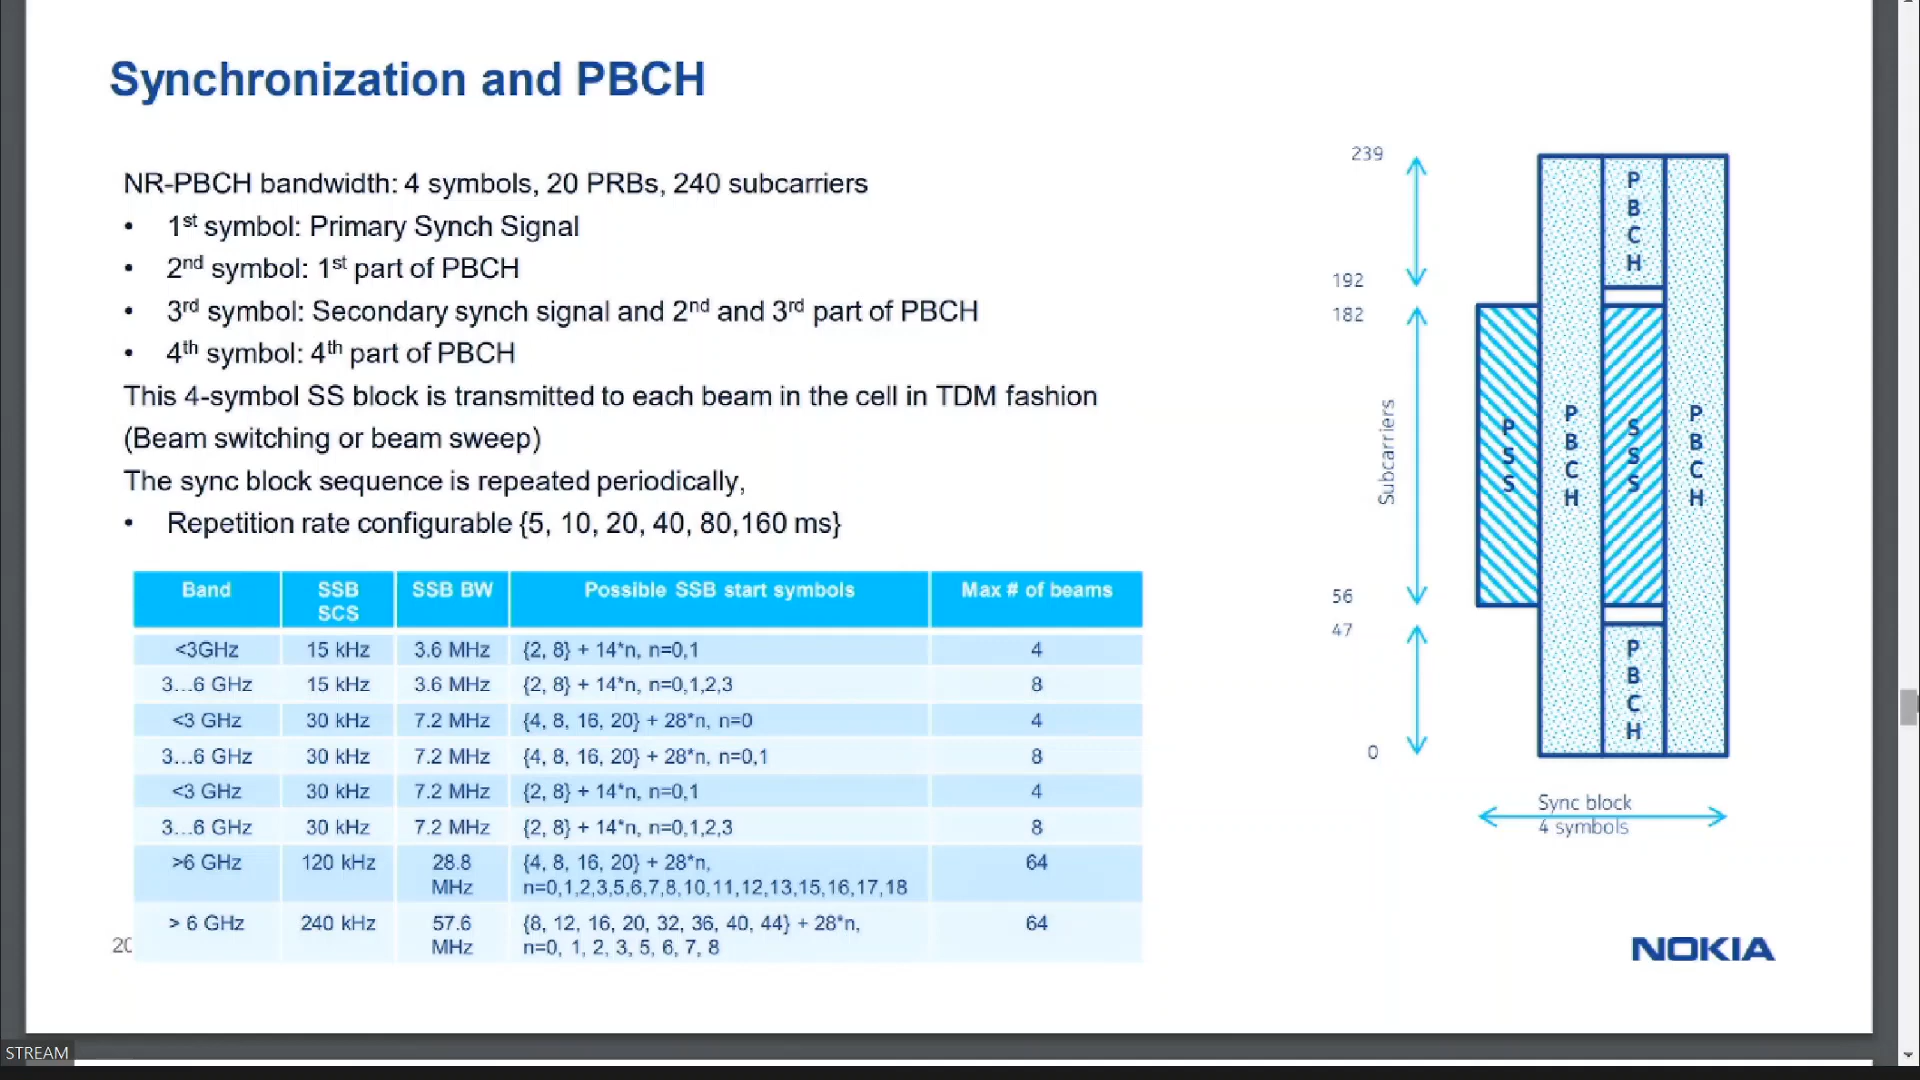 Synchronization and PBCH
NR-PBCH bandwidth: 4 symbols, 20 PRBs, 240 subcarriers
• 1st symbol: Primary Synch Signal
• 2nd symbol: 1st part of PBCH
• 3rd symbol: Secondary synch signal and 2nd and 3rd part of PBCH
• 4th symbol: 4th part of PBCH
This 4-symbol SS block is transmitted to each beam in the cell in TDM fashion
(Beam switching or beam sweep)
The sync block sequence is repeated periodically,
• Repetition rate configurable {5, 10, 20, 40, 80,160 ms}
Band SSB SCS SSB BW Possible SSB start symbols Max # of beams
<3GHz 15 kHz 3.6 MHz {2, 8} + 14*n, n=0,1 4
3...6 GHz 15 kHz 3.6 MHz {2, 8} + 14*n, n=0,1,2,3 8
<3 GHz 30 kHz 7.2 MHz {4, 8, 16, 20} + 28*n, n=0 4
3...6 GHz 30 kHz 7.2 MHz {4, 8, 16, 20} + 28*n, n=0,1 8
<3 GHz 30 kHz 7.2 MHz {2, 8} + 14*n, n=0,1 4
3...6 GHz 30 kHz 7.2 MHz {2, 8} + 14*n, n=0,1,2,3 8
>6 GHz 120 kHz 28.8 MHz {4, 8, 16, 20} + 28*n, 64
n=0,1,2,3,5,6,7,8,10,11,12,13,15,16,17,18
> 6 GHz 240 kHz 57.6 MHz {8, 12, 16, 20, 32, 36, 40, 44} + 28*n, 64
n=0, 1, 2, 3, 5, 6, 7, 8
20
239
192
182
56
47
0
Subcarriers
PSS
PBCH
PBCH
SSS
PBCH
PBCH
Sync block
4 symbols
NOKIA
STREAM